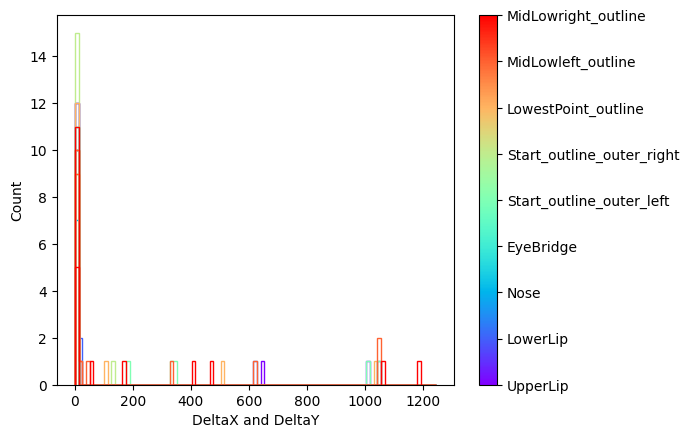 14
12
10
8
6
4
2
0
Count
0 200 400 600 800 1000 1200
DeltaX and DeltaY
MidLowright_outline
MidLowleft_outline
LowestPoint_outline
Start_outline_outer_right
Start_outline_outer_left
EyeBridge
Nose
LowerLip
UpperLip